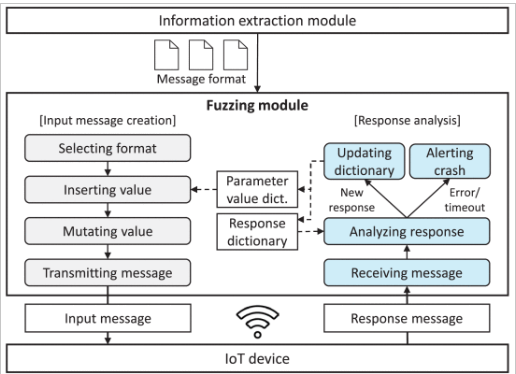 Information extraction module
Message format
Fuzzing module
[Input message creation]
[Response analysis]
Selecting format
Inserting value
Mutating value
Transmitting message
Parameter
value dict.
Response
dictionary
Updating
dictionary
Alerting
crash
New
response
Error/
timeout
Analyzing response
Receiving message
Input message
Response message
IoT device